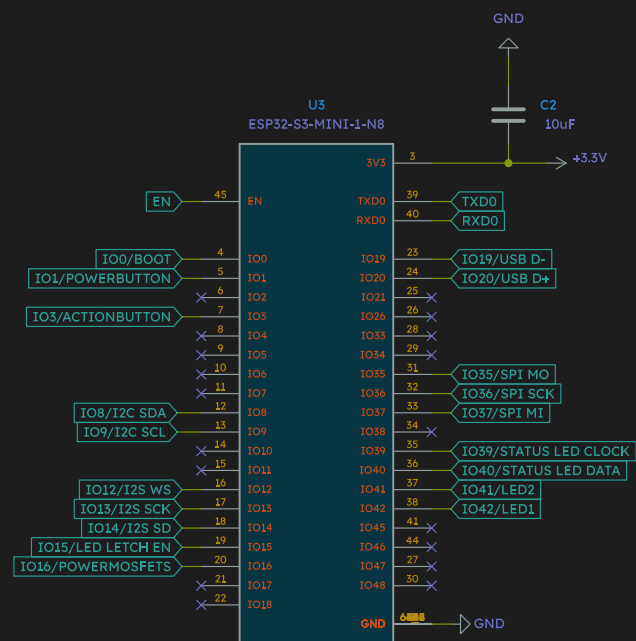 GND
C2
10uF
U3
ESP32-S3-MINI-1-N8
3V3 3 +3.3V
EN 45 EN
TXD0 39 TXD0
RXD0 40 RXD0
IO0/BOOT 4 IO0
IO19 23 IO19/USB D-
IO1/POWERBUTTON 5 IO1
IO20 24 IO20/USB D+
6 IO2
IO21 25
IO3/ACTIONBUTTON 7 IO3
IO26 26
8 IO4
IO33 28
9 IO5
IO34 29
10 IO6
IO35 31 IO35/SPI MO
11 IO7
IO36 32 IO36/SPI SCK
IO8/I2C SDA 12 IO8
IO37 33 IO37/SPI MI
IO9/I2C SCL 13 IO9
IO38 34
14 IO10
IO39 35 IO39/STATUS LED CLOCK
15 IO11
IO40 36 IO40/STATUS LED DATA
IO12/I2S WS 16 IO12
IO41 37 IO41/LED2
IO13/I2S SCK 17 IO13
IO42 38 IO42/LED1
IO14/I2S SD 18 IO14
IO45 41
IO15/LED LETCH EN 19 IO15
IO46 44
IO16/POWERMOSFETS 20 IO16
IO47 27
21 IO17
IO48 30
22 IO18
GND GND